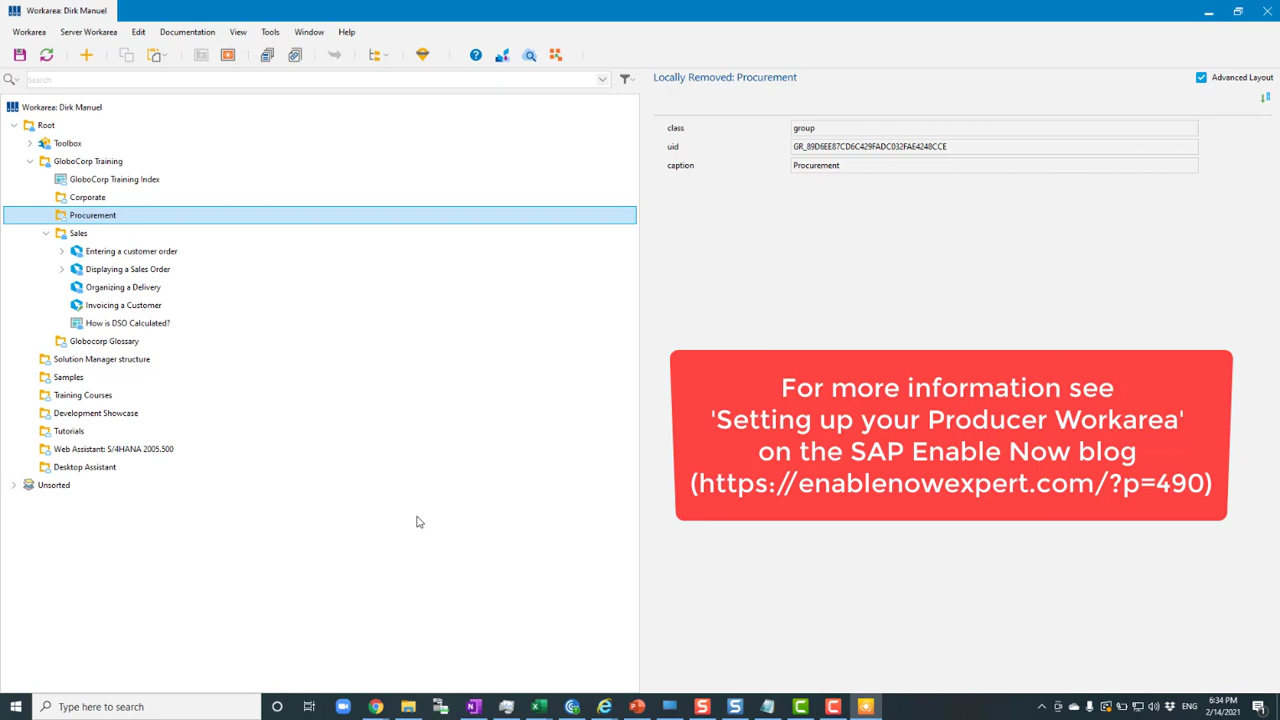 Workarea: Dirk Manuel
Workarea Server Workarea Edit Documentation View Tools Window Help
Search
Workarea: Dirk Manuel
Root
Toolbox
GloboCorp Training
GloboCorp Training Index
Corporate
Procurement
Sales
Entering a customer order
Displaying a Sales Order
Organizing a Delivery
Invoicing a Customer
How is DSO Calculated?
Globocorp Glossary
Solution Manager structure
Samples
Training Courses
Development Showcase
Tutorials
Web Assistant: S/4HANA 2005.500
Desktop Assistant
Unsorted
Locally Removed: Procurement
Advanced Layout
class group
uid GR_89D6EE87CD6C429FADC032FAE4248CCE
caption Procurement
For more information see
'Setting up your Producer Workarea'
on the SAP Enable Now blog
(https://enablenowexpert.com/?p=490)
Type here to search
ENG
6:34 PM
2/14/2021